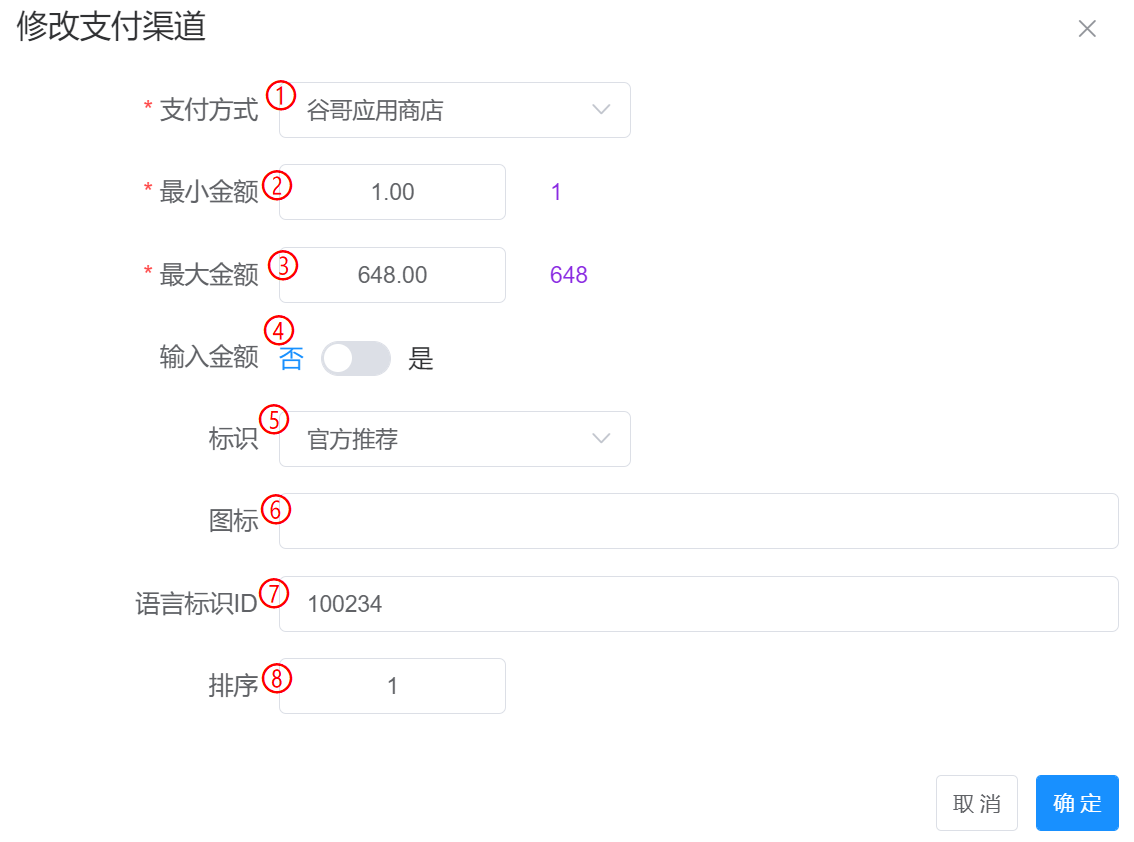 修改支付渠道
* 支付方式 ① 谷哥应用商店
* 最小金额 ② 1.00 1
* 最大金额 ③ 648.00 648
输入金额 ④ 否 是
标识 ⑤ 官方推荐
图标 ⑥
语言标识ID ⑦ 100234
排序 ⑧ 1
取 消 确 定